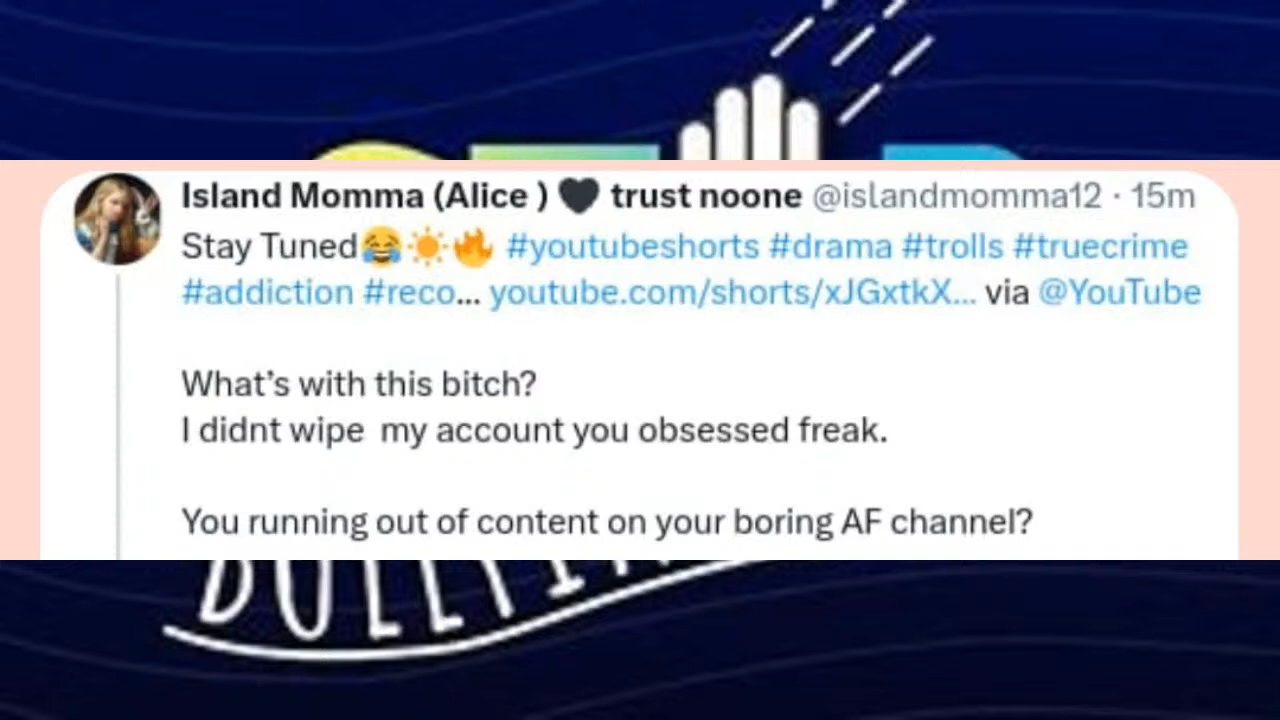 Island Momma (Alice ) 🖤 trust noone @islandmomma12 · 15m
Stay Tuned😂☀️🔥 #youtubeshorts #drama #trolls #truecrime
#addiction #reco... youtube.com/shorts/xJGxtkX... via @YouTube
What’s with this bitch?
I didnt wipe  my account you obsessed freak.
You running out of content on your boring AF channel?